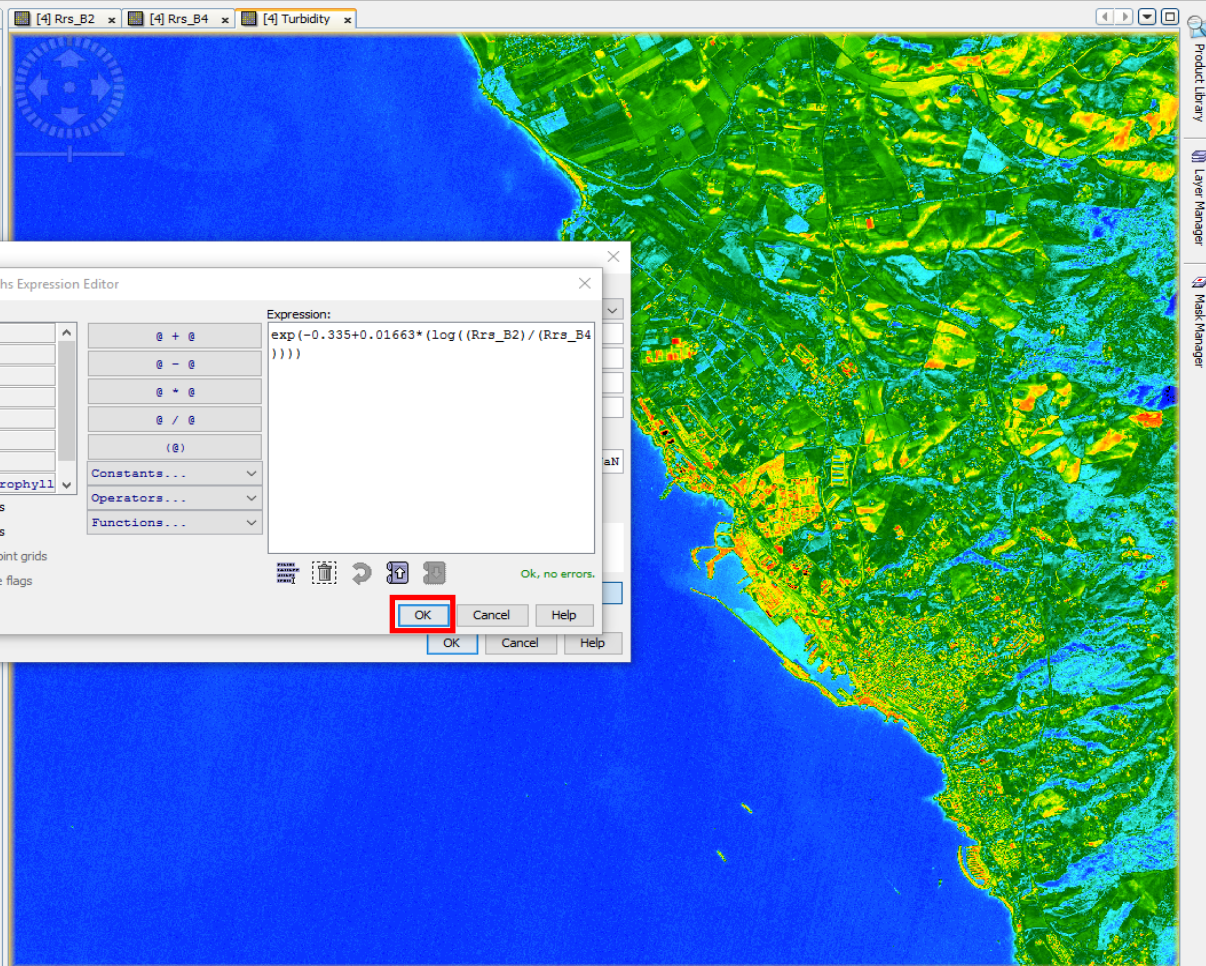 [4] Rrs_B2
[4] Rrs_B4
[4] Turbidity
Product Library
Layer Manager
Mask Manager
hs Expression Editor
Expression:
@ + @
@ - @
@ * @
@ / @
(@)
Constants...
Operators...
Functions...
exp(-0.335+0.01663*(log((Rrs_B2)/(Rrs_B4
))))
aN
rophyll
s
s
oint grids
e flags
Ok, no errors.
OK
Cancel
Help
OK
Cancel
Help